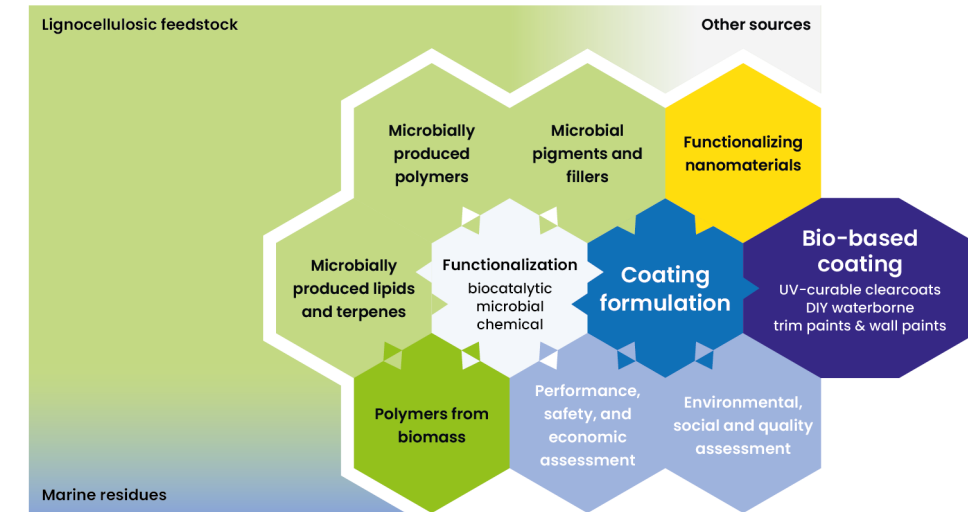 Lignocellulosic feedstock
Other sources
Microbially
produced
polymers
Microbial
pigments and
fillers
Functionalizing
nanomaterials
Microbially
produced lipids
and terpenes
Functionalization
biocatalytic
microbial
chemical
Coating
formulation
Bio-based
coating
UV-curable clearcoats
DIY waterborne
trim paints & wall paints
Polymers from
biomass
Performance,
safety, and
economic
assessment
Environmental,
social and quality
assessment
Marine residues